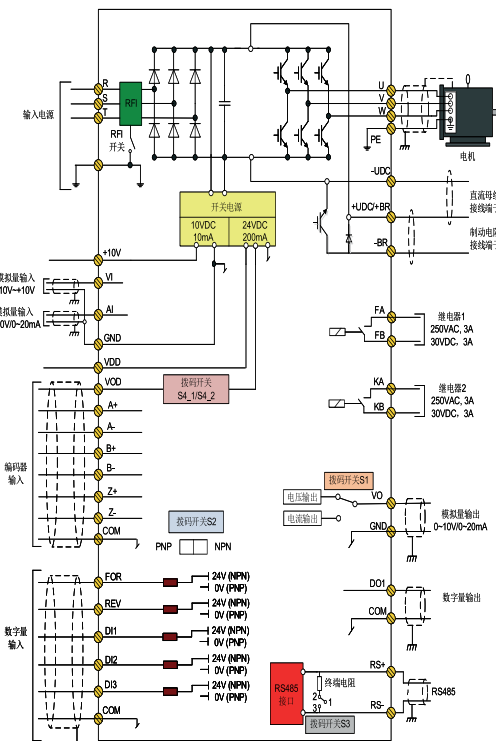 R
S
T
输入电源
RFI
RFI
开关
U
V
W
PE
电机
-UDC
+UDC/+BR
直流母线
接线端子
-BR
制动电阻
接线端子
开关电源
10VDC
10mA
24VDC
200mA
+10V
VI
模拟量输入
10V~+10V
AI
模拟量输入
0V/0~20mA
GND
VDD
VOD
拨码开关
S4_1/S4_2
A+
A-
B+
B-
Z+
Z-
COM
编码器
输入
FA
FB
继电器1
250VAC, 3A
30VDC, 3A
KA
KB
继电器2
250VAC, 3A
30VDC, 3A
拨码开关S1
电压输出
电流输出
VO
GND
模拟量输出
0~10V/0~20mA
拨码开关S2
PNP
NPN
FOR
24V (NPN)
0V (PNP)
REV
24V (NPN)
0V (PNP)
DI1
24V (NPN)
0V (PNP)
DI2
24V (NPN)
0V (PNP)
DI3
24V (NPN)
0V (PNP)
COM
数字量
输入
DO1
COM
数字量输出
RS485
接口
终端电阻
2
1
3
拨码开关S3
RS+
RS-
RS485